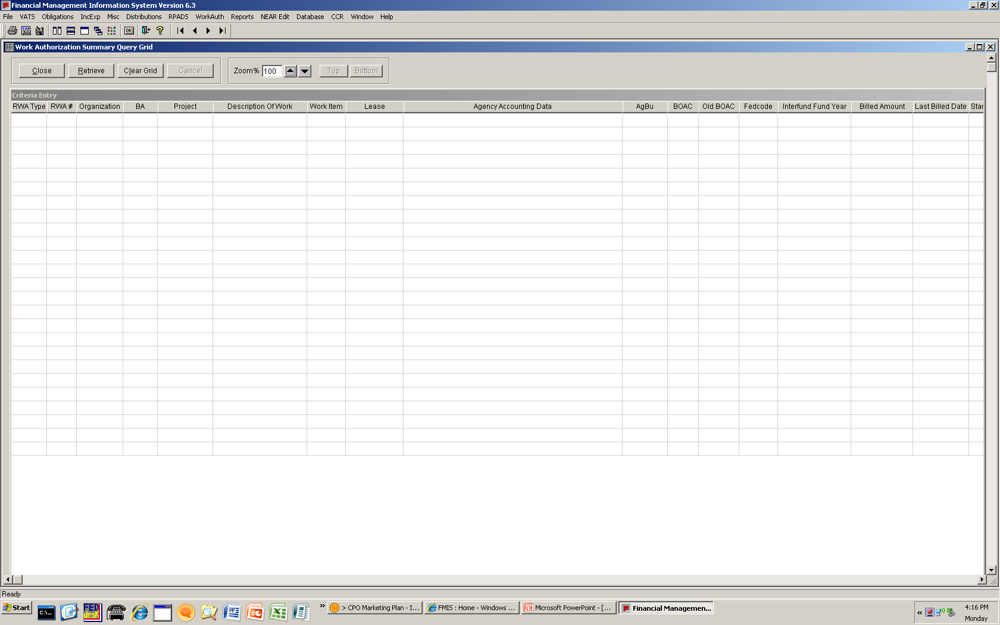 Financial Management Information System Version 6.3
File VATS Obligations IncExp Misc Distributions RPADS WorkAuth Reports NEAR Edit Database CCR Window Help
OK
Work Authorization Summary Query Grid
Close Retrieve Clear Grid Cancel Zoom% 100 Top Bottom
Criteria Entry
RWA Type RWA # Organization BA Project Description Of Work Work Item Lease Agency Accounting Data AgBu BOAC Old BOAC Fedcode Interfund Fund Year Billed Amount Last Billed Date Star
Ready
Start C:\_ FED desk » > CPO Marketing Plan - I... FMIS : Home - Windows ... Microsoft PowerPoint - [... Financial Managemen... « 4:16 PM
Monday